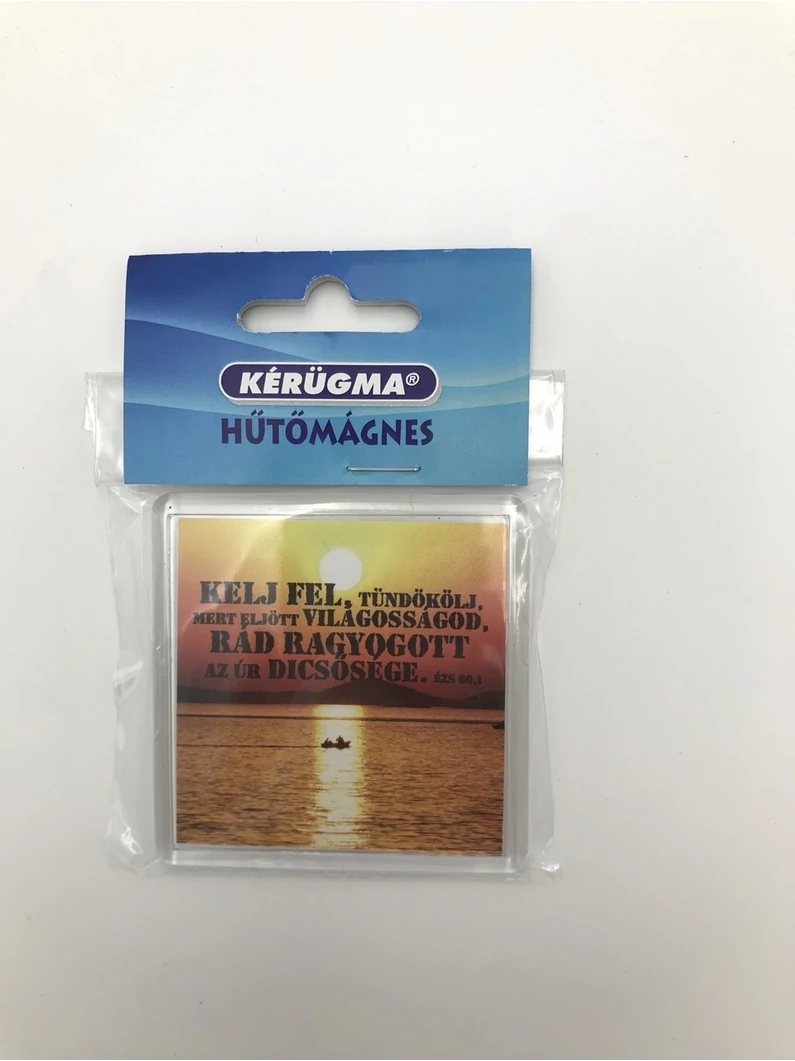 KÉRÜGMA®
HŰTŐMÁGNES
KELJ FEL, TÜNDÖKÖLJ,
MERT ELJÖTT VILÁGOSSÁGOD,
RÁD RAGYOGOTT
AZ ÚR DICSŐSÉGE. ÉZS 60,1